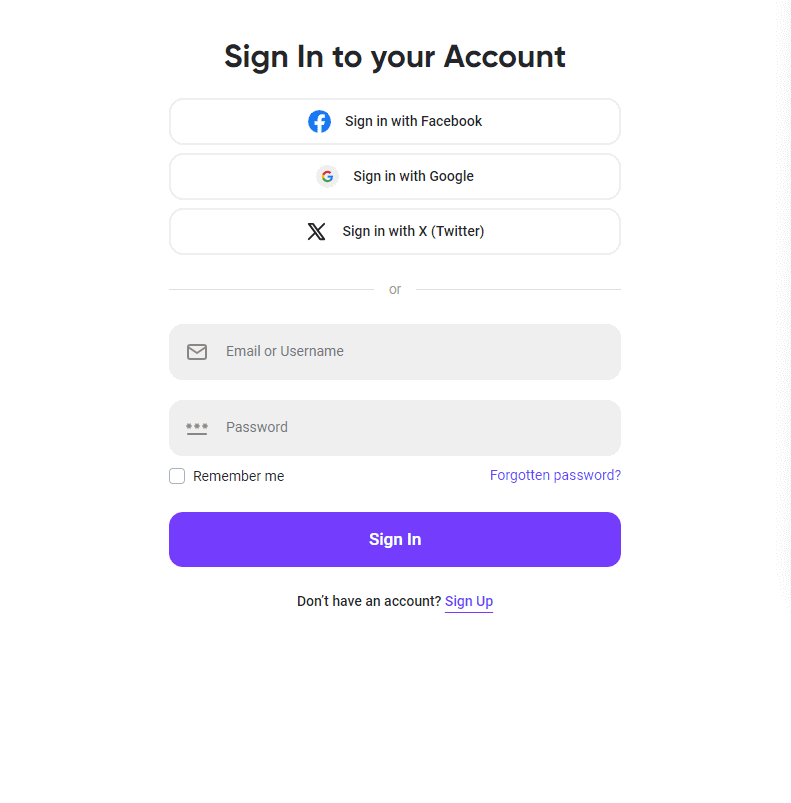 Sign In to your Account
Sign in with Facebook
Sign in with Google
Sign in with X (Twitter)
or
Email or Username
Password
Remember me
Forgotten password?
Sign In
Don’t have an account? Sign Up